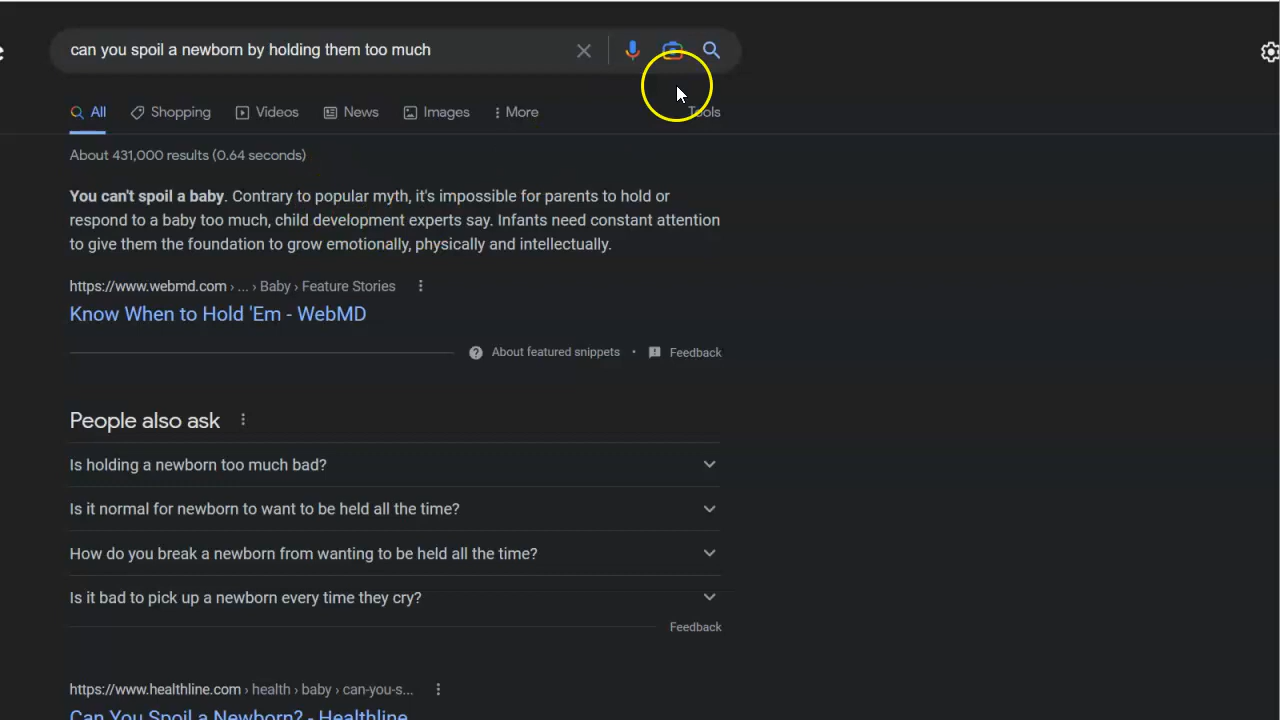 can you spoil a newborn by holding them too much
All Shopping Videos News Images More Tools
About 431,000 results (0.64 seconds)
You can't spoil a baby. Contrary to popular myth, it's impossible for parents to hold or
respond to a baby too much, child development experts say. Infants need constant attention
to give them the foundation to grow emotionally, physically and intellectually.
https://www.webmd.com › ... › Baby › Feature Stories
Know When to Hold 'Em - WebMD
About featured snippets • Feedback
People also ask
Is holding a newborn too much bad?
Is it normal for newborn to want to be held all the time?
How do you break a newborn from wanting to be held all the time?
Is it bad to pick up a newborn every time they cry?
Feedback
https://www.healthline.com › health › baby › can-you-s...
Can You Spoil a Newborn? - Healthline